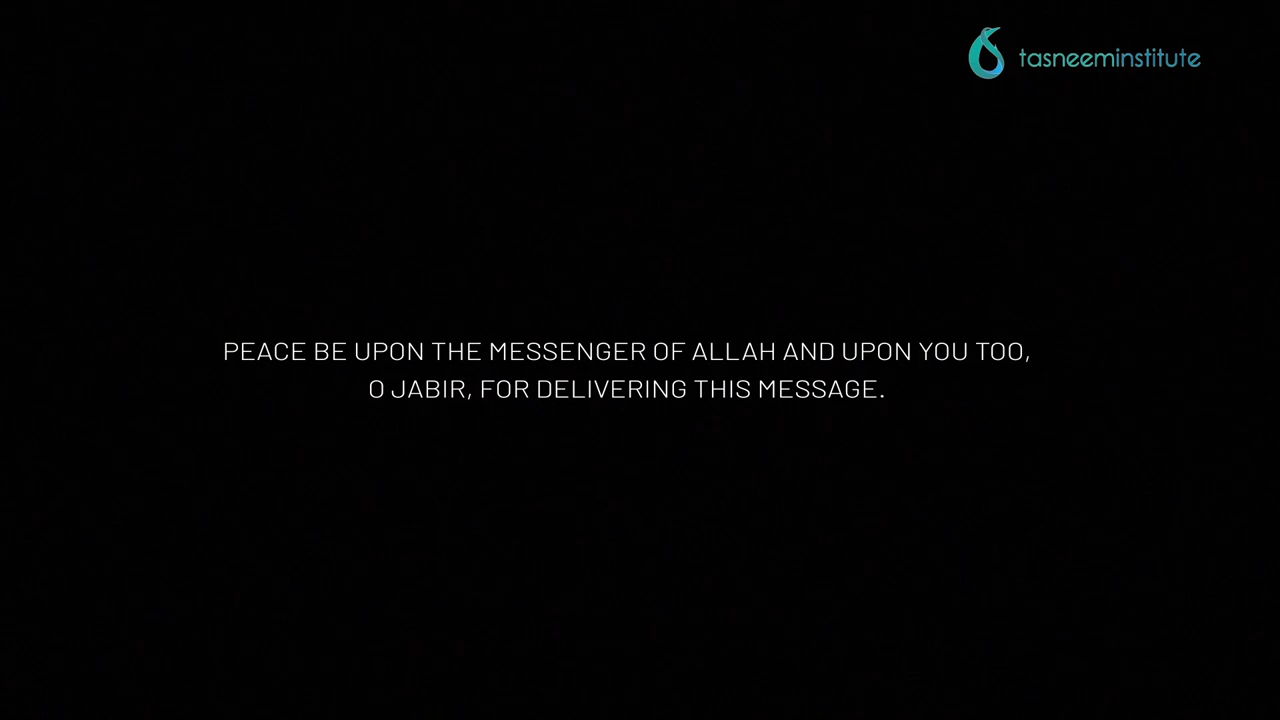 tasneeminstitute
PEACE BE UPON THE MESSENGER OF ALLAH AND UPON YOU TOO,
O JABIR, FOR DELIVERING THIS MESSAGE.